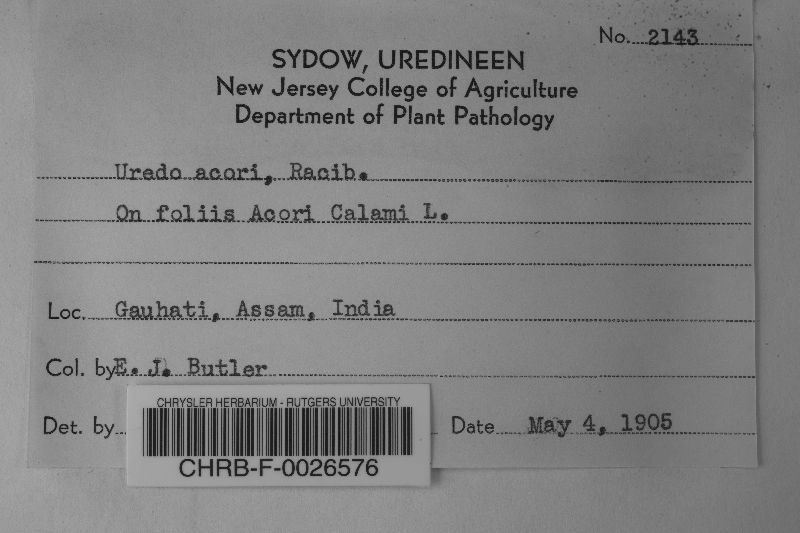 No. 2143
SYDOW, UREDINEEN
New Jersey College of Agriculture
Department of Plant Pathology
Uredo acori, Racib.
On foliis Acori Calami L.
Loc. Gauhati, Assam, India
Col. by E. J. Butler
Det. by
Date May 4, 1905
CHRYSLER HERBARIUM - RUTGERS UNIVERSITY
CHRB-F-0026576